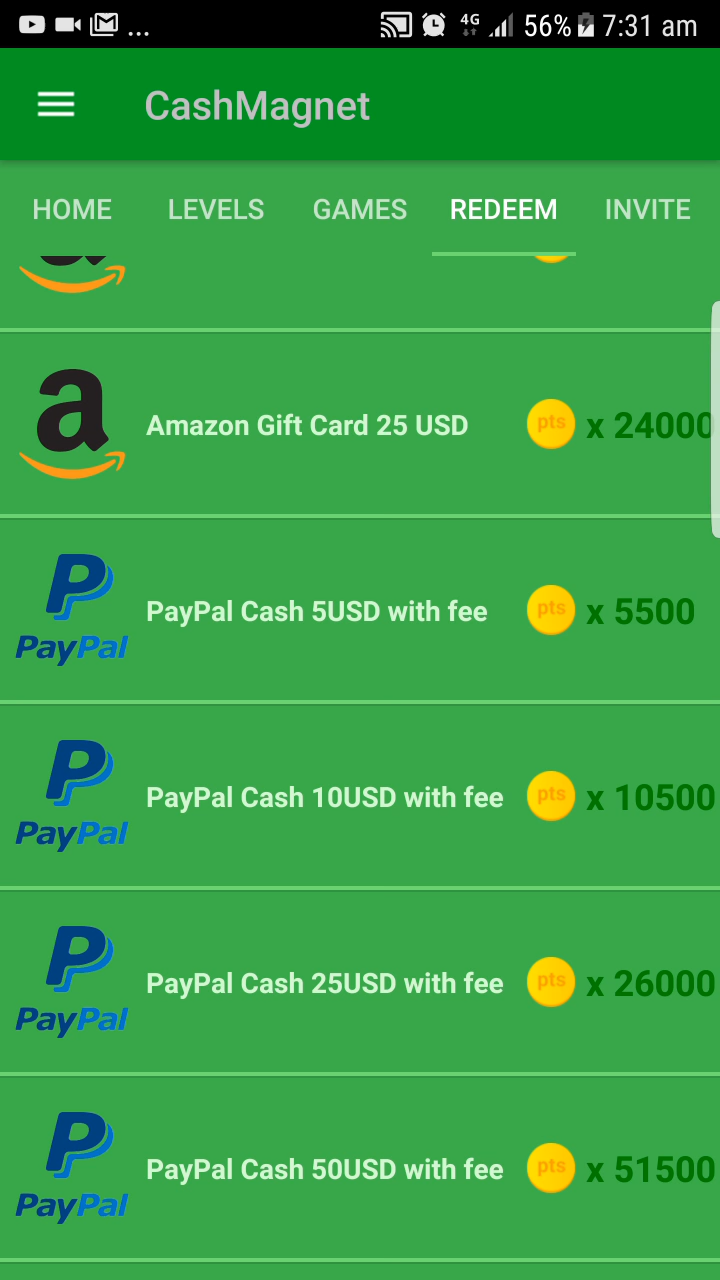 ... 4G 56% 7:31 am
CashMagnet
HOME LEVELS GAMES REDEEM INVITE
a
Amazon Gift Card 25 USD pts x 24000
PayPal
PayPal Cash 5USD with fee pts x 5500
PayPal
PayPal Cash 10USD with fee pts x 10500
PayPal
PayPal Cash 25USD with fee pts x 26000
PayPal
PayPal Cash 50USD with fee pts x 51500